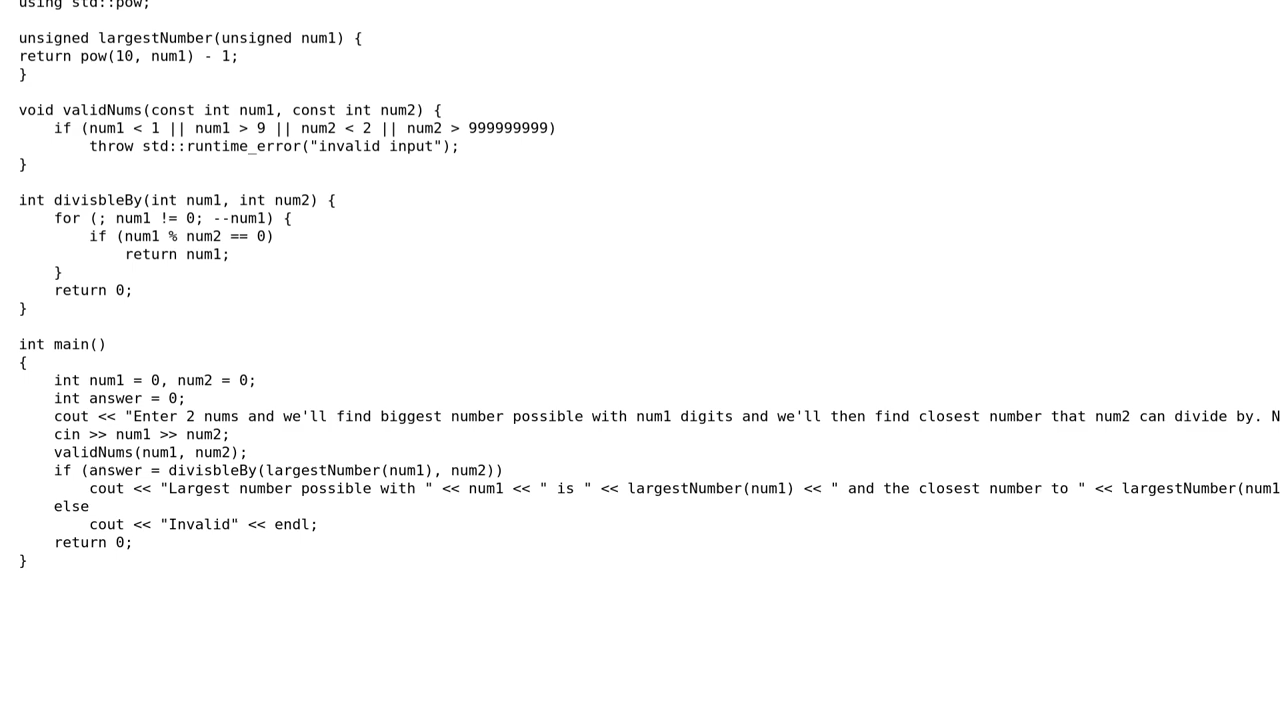 using std::pow;

unsigned largestNumber(unsigned num1) {
return pow(10, num1) - 1;
}

void validNums(const int num1, const int num2) {
    if (num1 < 1 || num1 > 9 || num2 < 2 || num2 > 999999999)
        throw std::runtime_error("invalid input");
}

int divisbleBy(int num1, int num2) {
    for (; num1 != 0; --num1) {
        if (num1 % num2 == 0)
            return num1;
    }
    return 0;
}

int main()
{
    int num1 = 0, num2 = 0;
    int answer = 0;
    cout << "Enter 2 nums and we'll find biggest number possible with num1 digits and we'll then find closest number that num2 can divide by. N
    cin >> num1 >> num2;
    validNums(num1, num2);
    if (answer = divisbleBy(largestNumber(num1), num2))
        cout << "Largest number possible with " << num1 << " is " << largestNumber(num1) << " and the closest number to " << largestNumber(num1
    else
        cout << "Invalid" << endl;
    return 0;
}